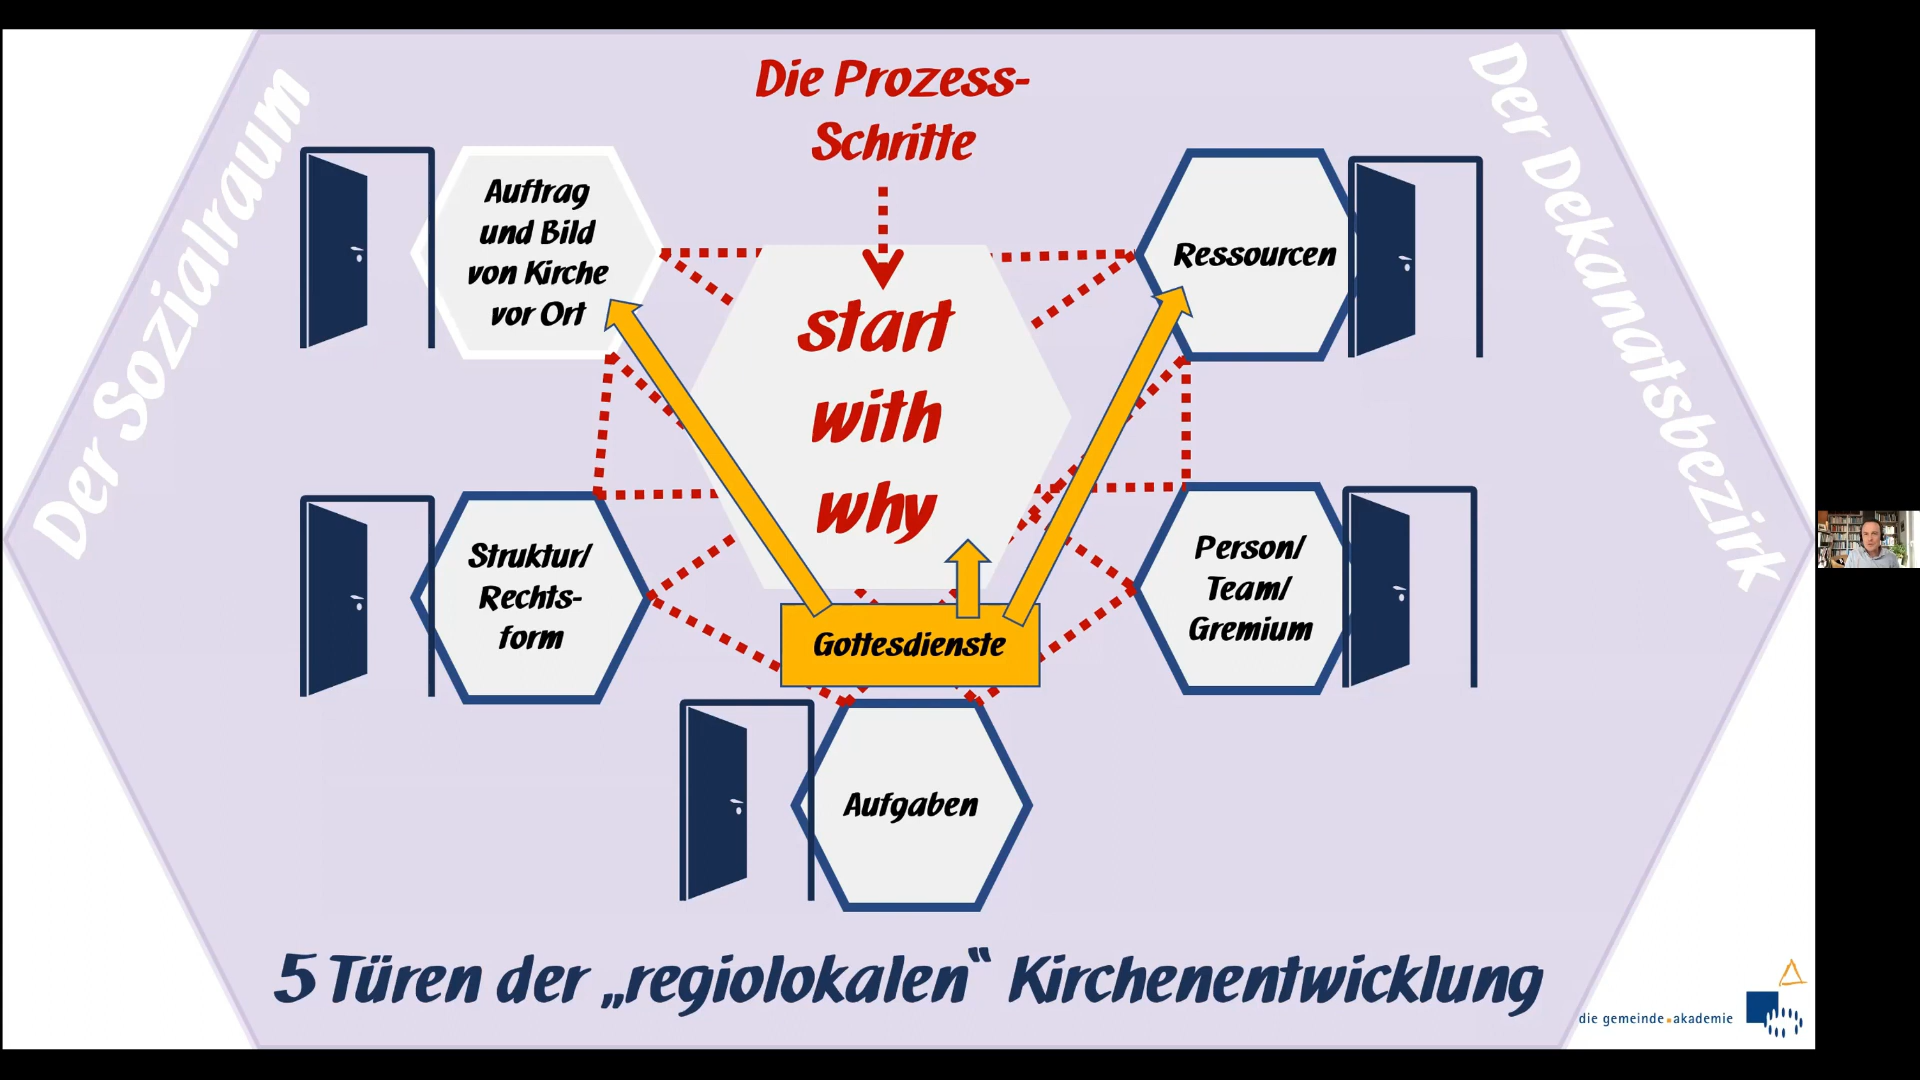 Der Sozialraum
Die Prozess-
Schritte
Der Dekanatsbezirk
Auftrag
und Bild
von Kirche
vor Ort
start
with
why
Ressourcen
Struktur/
Rechts-
form
Gottesdienste
Person/
Team/
Gremium
Aufgaben
5 Türen der „regiolokalen“ Kirchenentwicklung
die gemeinde.akademie